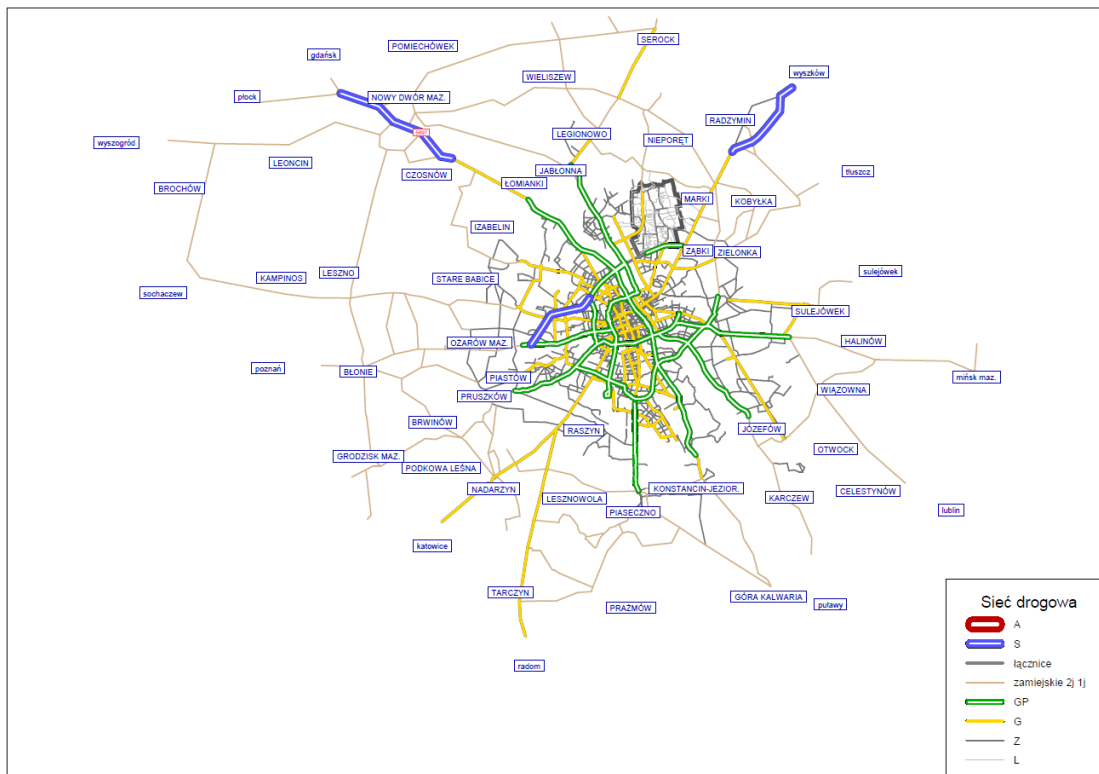 SEROCK
POMIECHÓWEK
gdańsk
wyszków
WIELISZEW
płock
NOWY DWÓR MAZ.
RADZYMIN
LEGIONOWO
NIEPORĘT
wyszogród
LEONCIN
JABŁONNA
CZOSNÓW
ŁOMIANKI
tłuszcz
BROCHÓW
MARKI
KOBYŁKA
IZABELIN
ZĄBKI
ZIELONKA
LESZNO
KAMPINOS
STARE BABICE
sulejówek
sochaczew
SULEJÓWEK
OŻARÓW MAZ.
HALINÓW
poznań
BŁONIE
PIASTÓW
mińsk maz.
WIĄZOWNA
PRUSZKÓW
BRWINÓW
RASZYN
JÓZEFÓW
OTWOCK
GRODZISK MAZ.
PODKOWA LEŚNA
NADARZYN
KONSTANCIN-JEZIOR.
CELESTYNÓW
LESZNOWOLA
KARCZEW
PIASECZNO
lublin
katowice
TARCZYN
GÓRA KALWARIA
PRAŻMÓW
puławy
radom
Sieć drogowa
A
S
łącznice
zamiejskie 2j 1j
GP
G
Z
L